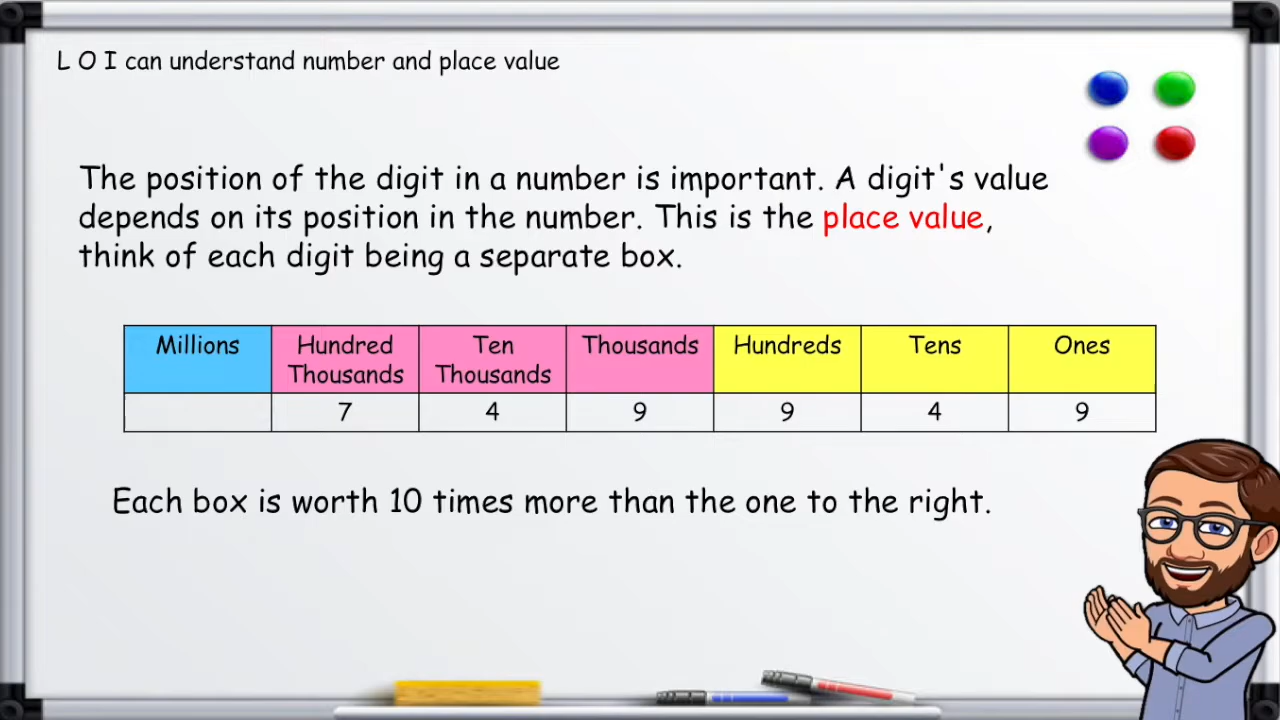 L O I can understand number and place value
The position of the digit in a number is important. A digit's value
depends on its position in the number. This is the place value,
think of each digit being a separate box.
Millions Hundred Thousands Ten Thousands Thousands Hundreds Tens Ones
7 4 9 9 4 9
Each box is worth 10 times more than the one to the right.